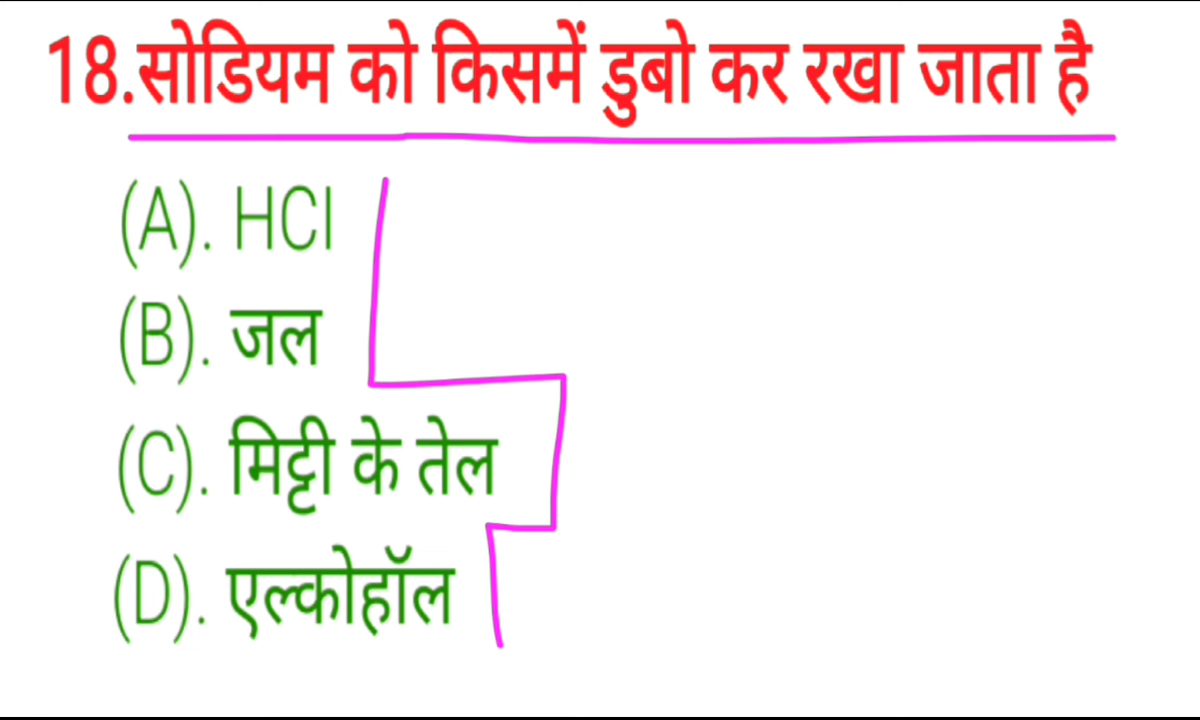 18.सोडियम को किसमें डुबो कर रखा जाता है
(A). HCl
(B). जल
(C). मिट्टी के तेल
(D). एल्कोहॉल